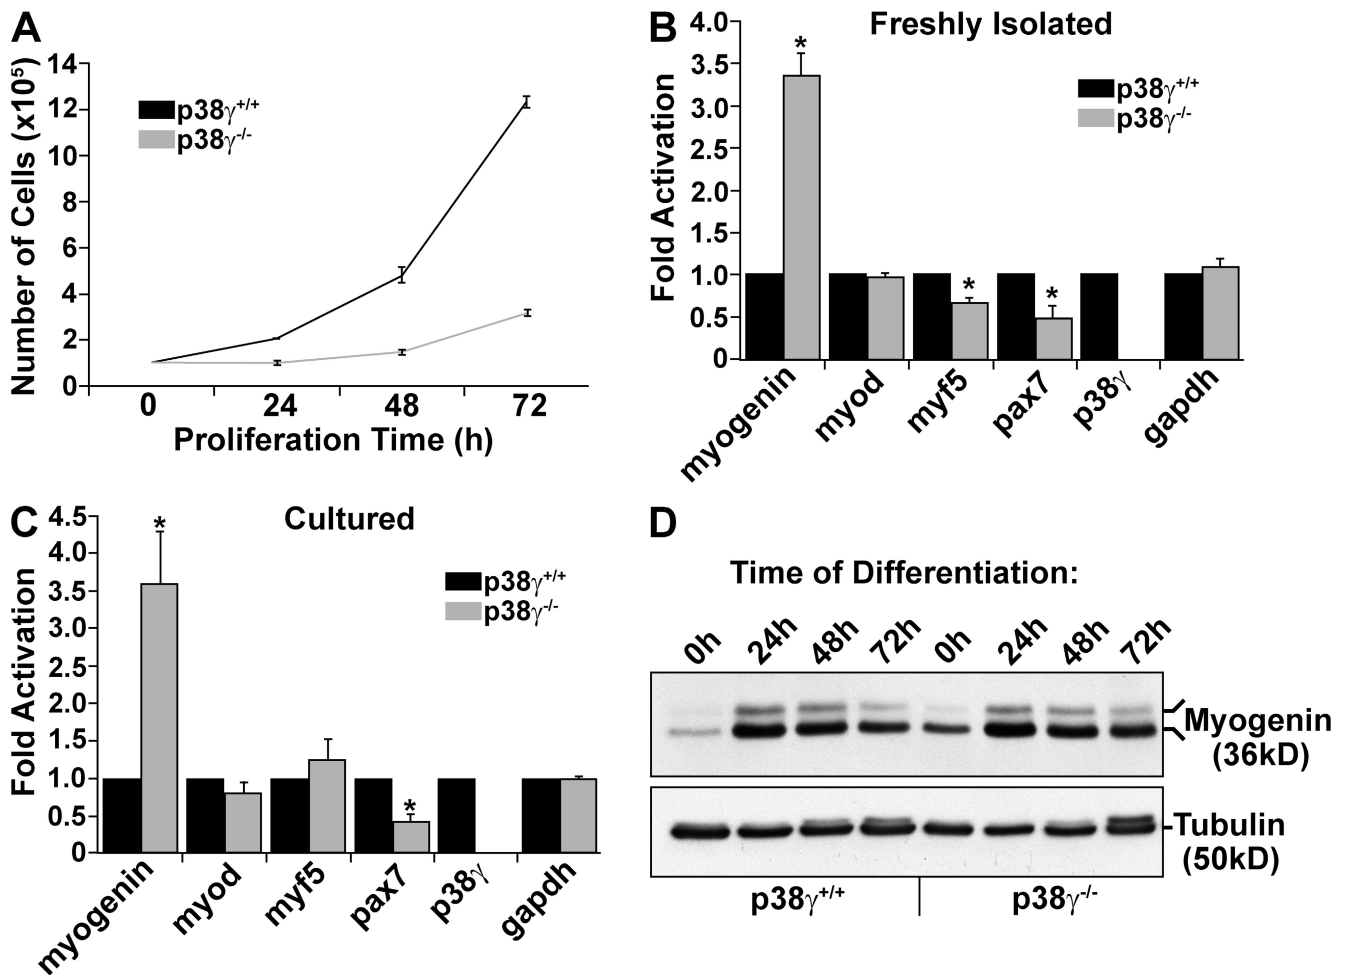 A
Number of Cells (x10⁵)
14
12
10
8
6
4
2
0
p38γ+/+
p38γ-/-
0 24 48 72
Proliferation Time (h)
B
Freshly Isolated
Fold Activation
4.0
3.5
3.0
2.5
2.0
1.5
1.0
0.5
0
p38γ+/+
p38γ-/-
*
*
*
myogenin myod myf5 pax7 p38γ gapdh
C
Cultured
Fold Activation
4.5
4.0
3.5
3.0
2.5
2.0
1.5
1.0
0.5
0
p38γ+/+
p38γ-/-
*
*
myogenin myod myf5 pax7 p38γ gapdh
D
Time of Differentiation:
0h 24h 48h 72h 0h 24h 48h 72h
Myogenin
(36kD)
Tubulin
(50kD)
p38γ+/+ p38γ-/-